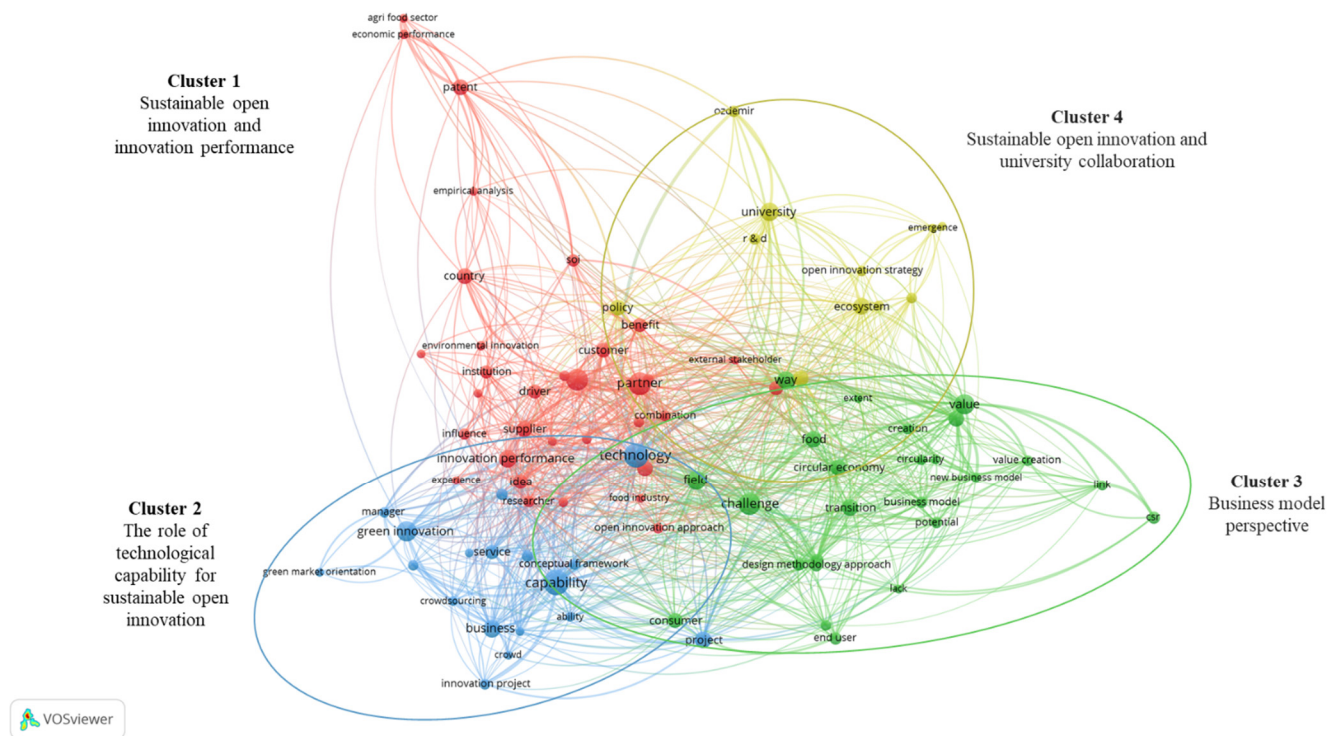 agri food sector
economic performance
Cluster 1
Sustainable open
innovation and
innovation performance
patent
ozdemir
Cluster 4
Sustainable open innovation and
university collaboration
empirical analysis
university
r & d
emergence
soi
country
open innovation strategy
policy
ecosystem
benefit
environmental innovation
customer
external stakeholder
institution
driver
partner
way
extent
value
combination
influence
supplier
food
creation
innovation performance
technology
circular economy
circularity
value creation
experience
idea
field
new business model
link
researcher
food industry
challenge
transition
business model
potential
csr
Cluster 3
Business model
perspective
Cluster 2
The role of
technological
capability for
sustainable open
innovation
manager
green innovation
open innovation approach
service
conceptual framework
design methodology approach
green market orientation
capability
lack
crowdsourcing
ability
business
consumer
project
end user
crowd
innovation project
VOSviewer